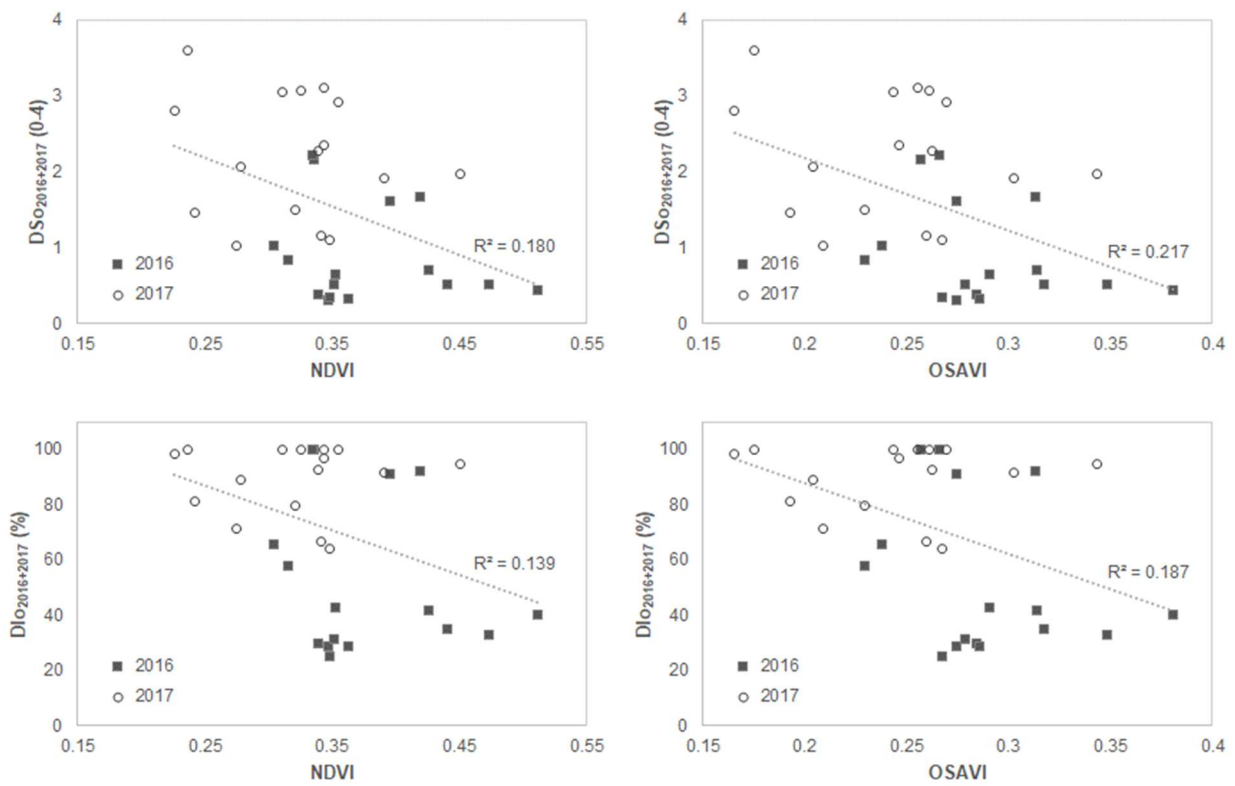 4
3
2
1
0
DSo2016+2017 (0-4)
R² = 0.180
2016
2017
0.15 0.25 0.35 0.45 0.55
NDVI
4
3
2
1
0
DSo2016+2017 (0-4)
R² = 0.217
2016
2017
0.15 0.2 0.25 0.3 0.35 0.4
OSAVI
100
80
60
40
20
0
DIo2016+2017 (%)
R² = 0.139
2016
2017
0.15 0.25 0.35 0.45 0.55
NDVI
100
80
60
40
20
0
DIo2016+2017 (%)
R² = 0.187
2016
2017
0.15 0.2 0.25 0.3 0.35 0.4
OSAVI